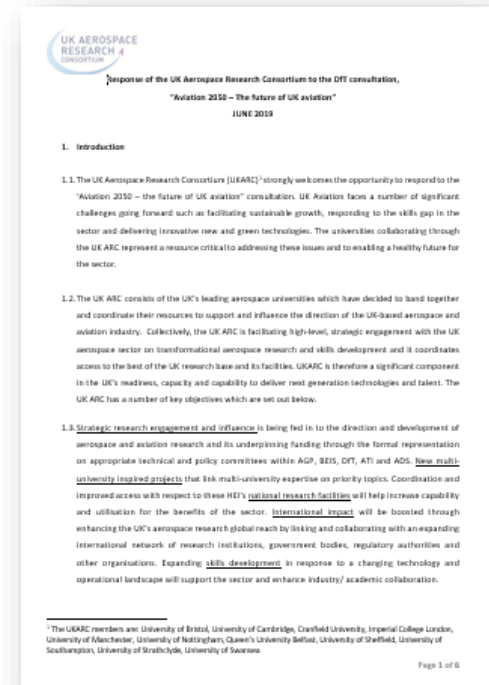 UK AEROSPACE
RESEARCH
CONSORTIUM
Response of the UK Aerospace Research Consortium to the DfT consultation,
"Aviation 2050 – The future of UK aviation"
JUNE 2019
1. Introduction
1.1. The UK Aerospace Research Consortium (UKARC)1 strongly welcomes the opportunity to respond to the
"Aviation 2050 – the future of UK aviation" consultation. UK Aviation faces a number of significant
challenges going forward such as facilitating sustainable growth, responding to the skills gap in the
sector and delivering innovative new and green technologies. The universities collaborating through
the UK ARC represent a resource critical to addressing these issues and to enabling a healthy future for
the sector.
1.2. The UK ARC consists of the UK's leading aerospace universities which have decided to band together
and coordinate their resources to support and influence the direction of the UK-based aerospace and
aviation industry. Collectively, the UK ARC is facilitating high-level, strategic engagement with the UK
aerospace sector on transformational aerospace research and skills development and it coordinates
access to the best of the UK research base and its facilities. UKARC is therefore a significant component
in the UK's readiness, capacity and capability to deliver next generation technologies and talent. The
UK ARC has a number of key objectives which are set out below.
1.3. Strategic research engagement and influence is being fed in to the direction and development of
aerospace and aviation research and its underpinning funding through the formal representation
on appropriate technical and policy committees within AGP, BEIS, DfT, ATI and ADS. New multi-
university inspired projects that link multi-university expertise on priority topics. Coordination and
improved access with respect to these HEI's national research facilities will help increase capability
and utilisation for the benefits of the sector. International impact will be boosted through
enhancing the UK's aerospace research global reach by linking and collaborating with an expanding
international network of research institutions, government bodies, regulatory authorities and
other organisations. Expanding skills development in response to a changing technology and
operational landscape will support the sector and enhance industry/ academic collaboration.
1 The UKARC members are: University of Bristol, University of Cambridge, Cranfield University, Imperial College London,
University of Manchester, University of Nottingham, Queen's University Belfast, University of Sheffield, University of
Southampton, University of Strathclyde, University of Swansea
Page 1 of 6